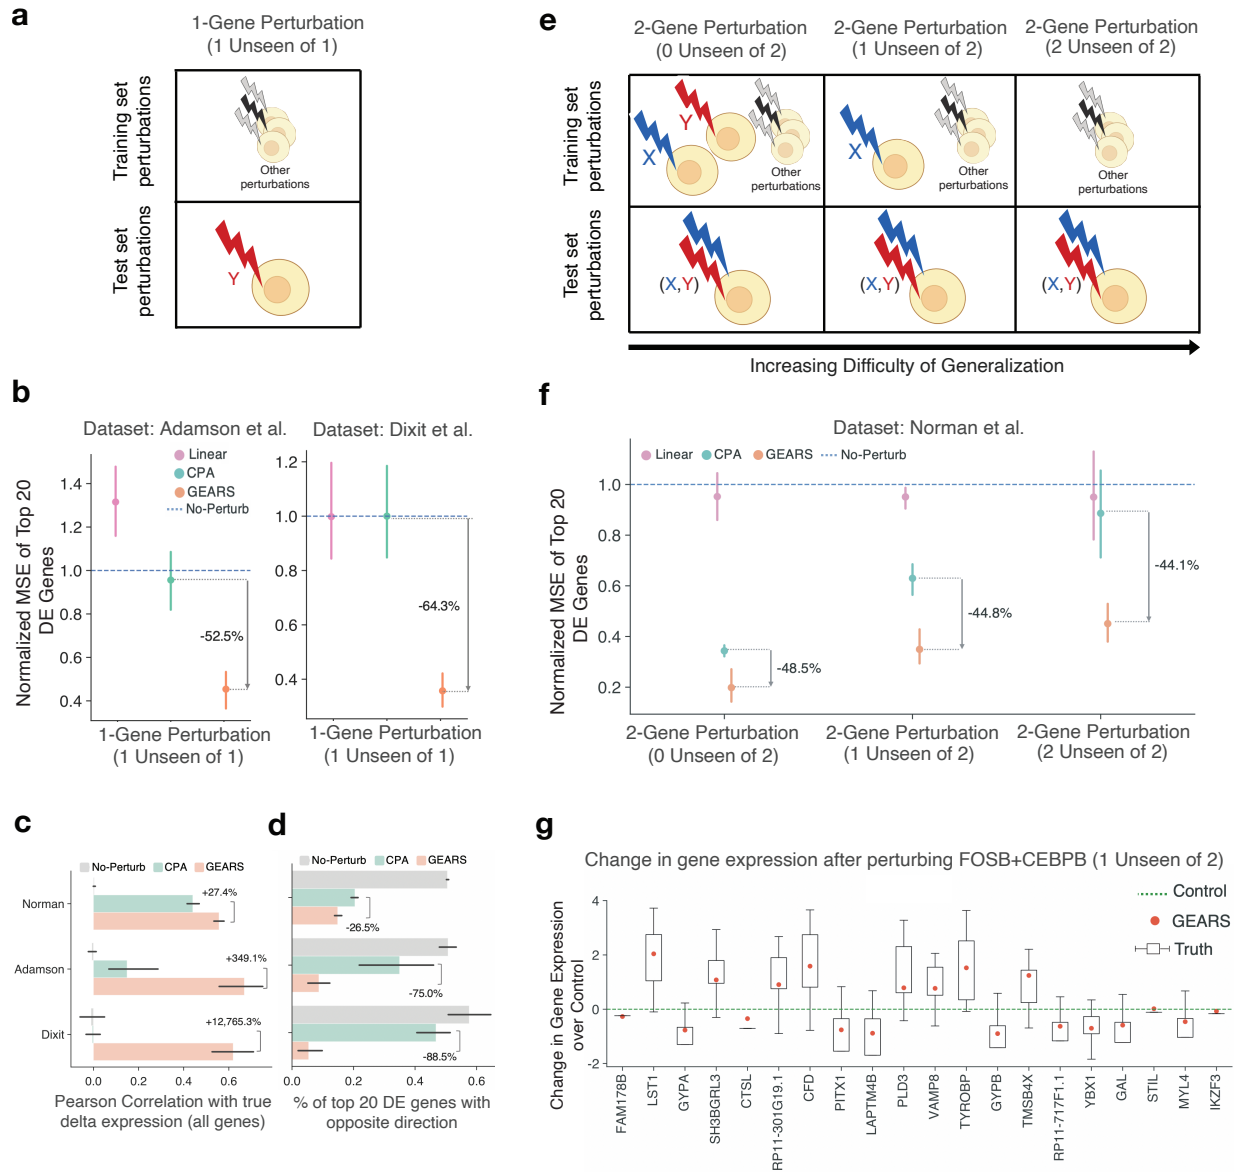 a
1-Gene Perturbation
(1 Unseen of 1)
Training set
perturbations
Other
perturbations
Test set
perturbations
Y
e
2-Gene Perturbation
(0 Unseen of 2)
2-Gene Perturbation
(1 Unseen of 2)
2-Gene Perturbation
(2 Unseen of 2)
Training set
perturbations
X
Y
Other
perturbations
X
Other
perturbations
Other
perturbations
Test set
perturbations
(X,Y)
(X,Y)
(X,Y)
Increasing Difficulty of Generalization
b
Dataset: Adamson et al.
Linear
CPA
GEARS
No-Perturb
Normalized MSE of Top 20
DE Genes
1.4
1.2
1.0
0.8
0.6
0.4
-52.5%
1-Gene Perturbation
(1 Unseen of 1)
Dataset: Dixit et al.
1.2
1.0
0.8
0.6
0.4
-64.3%
1-Gene Perturbation
(1 Unseen of 1)
f
Dataset: Norman et al.
Linear
CPA
GEARS
No-Perturb
Normalized MSE of Top 20
DE Genes
1.0
0.8
0.6
0.4
0.2
-48.5%
-44.8%
-44.1%
2-Gene Perturbation
(0 Unseen of 2)
2-Gene Perturbation
(1 Unseen of 2)
2-Gene Perturbation
(2 Unseen of 2)
c
No-Perturb
CPA
GEARS
Norman
Adamson
Dixit
+27.4%
+349.1%
+12,765.3%
0.0
0.2
0.4
0.6
Pearson Correlation with true
delta expression (all genes)
d
No-Perturb
CPA
GEARS
-26.5%
-75.0%
-88.5%
0.0
0.2
0.4
0.6
% of top 20 DE genes with
opposite direction
g
Change in gene expression after perturbing FOSB+CEBPB (1 Unseen of 2)
Control
GEARS
Truth
Change in Gene Expression
over Control
4
2
0
-2
FAM178B
LST1
GYPA
SH3BGRL3
CTSL
RP11-301G19.1
CFD
PITX1
LAPTM4B
PLD3
VAMP8
TYROBP
GYPB
TMSB4X
RP11-717F1.1
YBX1
GAL
STIL
MYL4
IKZF3